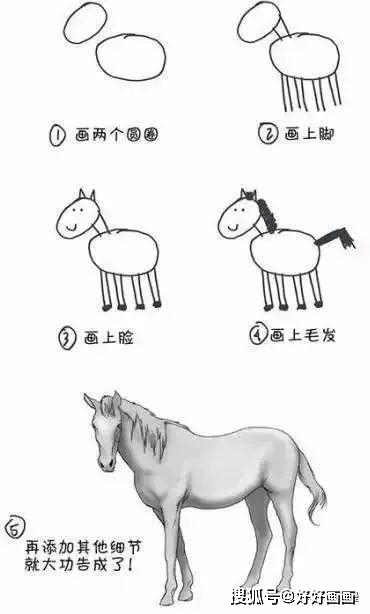 ① 画两个圆圈
② 画上脚
③ 画上脸
④ 画上毛发
⑤
再添加其他细节
就大功告成了!
搜狐号@好好画画